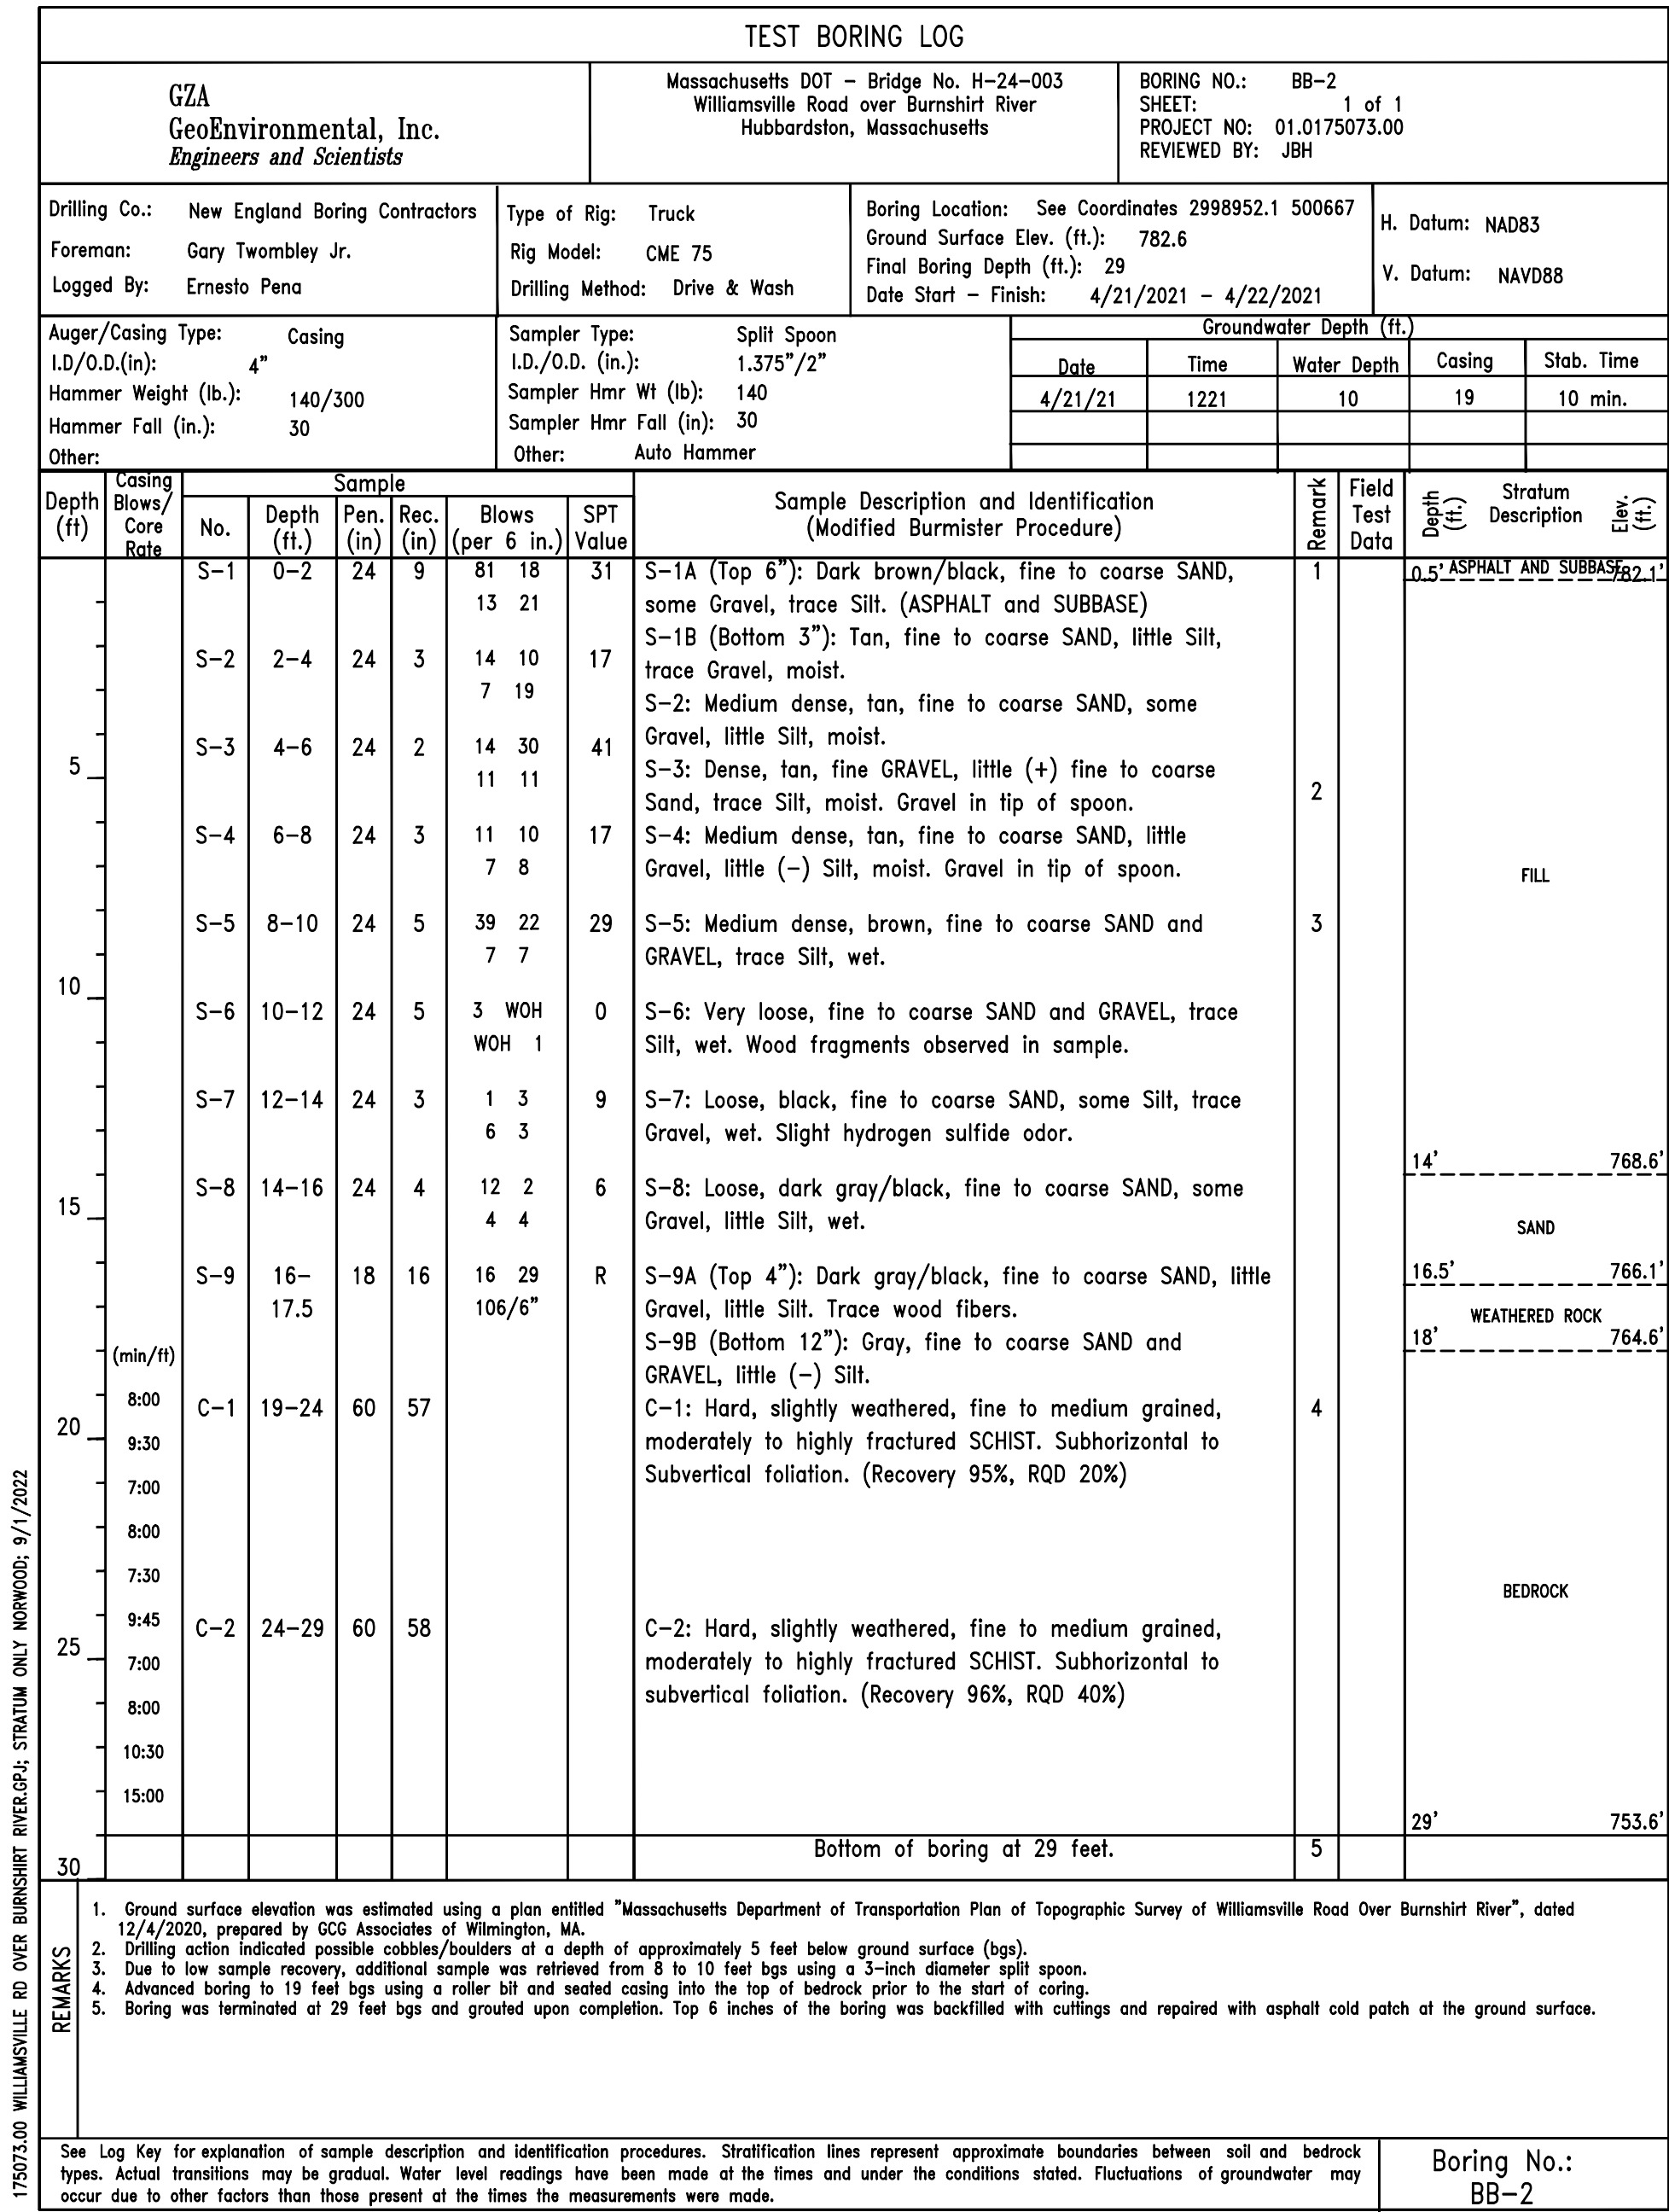 TEST BORING LOG
GZA
GeoEnvironmental, Inc.
Engineers and Scientists
Massachusetts DOT – Bridge No. H-24-003
Williamsville Road over Burnshirt River
Hubbardston, Massachusetts
BORING NO.: BB-2
SHEET: 1 of 1
PROJECT NO: 01.0175073.00
REVIEWED BY: JBH
Drilling Co.: New England Boring Contractors
Foreman: Gary Twombley Jr.
Logged By: Ernesto Pena
Type of Rig: Truck
Rig Model: CME 75
Drilling Method: Drive & Wash
Boring Location: See Coordinates 2998952.1 500667
Ground Surface Elev. (ft.): 782.6
Final Boring Depth (ft.): 29
Date Start – Finish: 4/21/2021 – 4/22/2021
H. Datum: NAD83
V. Datum: NAVD88
Auger/Casing Type: Casing
I.D/O.D.(in): 4"
Hammer Weight (lb.): 140/300
Hammer Fall (in.): 30
Other:
Sampler Type: Split Spoon
I.D./O.D. (in.): 1.375"/2"
Sampler Hmr Wt (lb): 140
Sampler Hmr Fall (in): 30
Other: Auto Hammer
Groundwater Depth (ft.)
Date Time Water Depth Casing Stab. Time
4/21/21 1221 10 19 10 min.
Depth (ft)
Casing Blows/ Core Rate
Sample
No. Depth (ft.) Pen. (in) Rec. (in) Blows (per 6 in.) SPT Value
Sample Description and Identification
(Modified Burmister Procedure)
Remark
Field Test Data
Depth (ft.) Stratum Description Elev. (ft.)
S-1 0-2 24 9 81 18 31 S-1A (Top 6"): Dark brown/black, fine to coarse SAND, 1 0.5' ASPHALT AND SUBBASE 782.1'
13 21 some Gravel, trace Silt. (ASPHALT and SUBBASE)
S-1B (Bottom 3"): Tan, fine to coarse SAND, little Silt,
S-2 2-4 24 3 14 10 17 trace Gravel, moist.
7 19
S-2: Medium dense, tan, fine to coarse SAND, some
S-3 4-6 24 2 14 30 41 Gravel, little Silt, moist.
5 11 11 S-3: Dense, tan, fine GRAVEL, little (+) fine to coarse
Sand, trace Silt, moist. Gravel in tip of spoon. 2
S-4 6-8 24 3 11 10 17 S-4: Medium dense, tan, fine to coarse SAND, little
7 8 Gravel, little (-) Silt, moist. Gravel in tip of spoon. FILL
S-5 8-10 24 5 39 22 29 S-5: Medium dense, brown, fine to coarse SAND and 3
7 7 GRAVEL, trace Silt, wet.
10
S-6 10-12 24 5 3 WOH 0 S-6: Very loose, fine to coarse SAND and GRAVEL, trace
WOH 1 Silt, wet. Wood fragments observed in sample.
S-7 12-14 24 3 1 3 9 S-7: Loose, black, fine to coarse SAND, some Silt, trace
6 3 Gravel, wet. Slight hydrogen sulfide odor.
14' 768.6'
S-8 14-16 24 4 12 2 6 S-8: Loose, dark gray/black, fine to coarse SAND, some
15 4 4 Gravel, little Silt, wet. SAND
S-9 16- 18 16 16 29 R S-9A (Top 4"): Dark gray/black, fine to coarse SAND, little 16.5' 766.1'
17.5 106/6" Gravel, little Silt. Trace wood fibers. WEATHERED ROCK
S-9B (Bottom 12"): Gray, fine to coarse SAND and 18' 764.6'
(min/ft) GRAVEL, little (-) Silt.
8:00 C-1 19-24 60 57 C-1: Hard, slightly weathered, fine to medium grained, 4
20 9:30 moderately to highly fractured SCHIST. Subhorizontal to
7:00 Subvertical foliation. (Recovery 95%, RQD 20%)
8:00
7:30 BEDROCK
9:45 C-2 24-29 60 58 C-2: Hard, slightly weathered, fine to medium grained,
25 7:00 moderately to highly fractured SCHIST. Subhorizontal to
8:00 subvertical foliation. (Recovery 96%, RQD 40%)
10:30
15:00
29' 753.6'
Bottom of boring at 29 feet. 5
30
REMARKS
1. Ground surface elevation was estimated using a plan entitled "Massachusetts Department of Transportation Plan of Topographic Survey of Williamsville Road Over Burnshirt River", dated
12/4/2020, prepared by GCG Associates of Wilmington, MA.
2. Drilling action indicated possible cobbles/boulders at a depth of approximately 5 feet below ground surface (bgs).
3. Due to low sample recovery, additional sample was retrieved from 8 to 10 feet bgs using a 3-inch diameter split spoon.
4. Advanced boring to 19 feet bgs using a roller bit and seated casing into the top of bedrock prior to the start of coring.
5. Boring was terminated at 29 feet bgs and grouted upon completion. Top 6 inches of the boring was backfilled with cuttings and repaired with asphalt cold patch at the ground surface.
See Log Key for explanation of sample description and identification procedures. Stratification lines represent approximate boundaries between soil and bedrock
types. Actual transitions may be gradual. Water level readings have been made at the times and under the conditions stated. Fluctuations of groundwater may
occur due to other factors than those present at the times the measurements were made.
Boring No.:
BB-2
175073.00 WILLIAMSVILLE RD OVER BURNSHIRT RIVER.GPJ; STRATUM ONLY NORWOOD; 9/1/2022